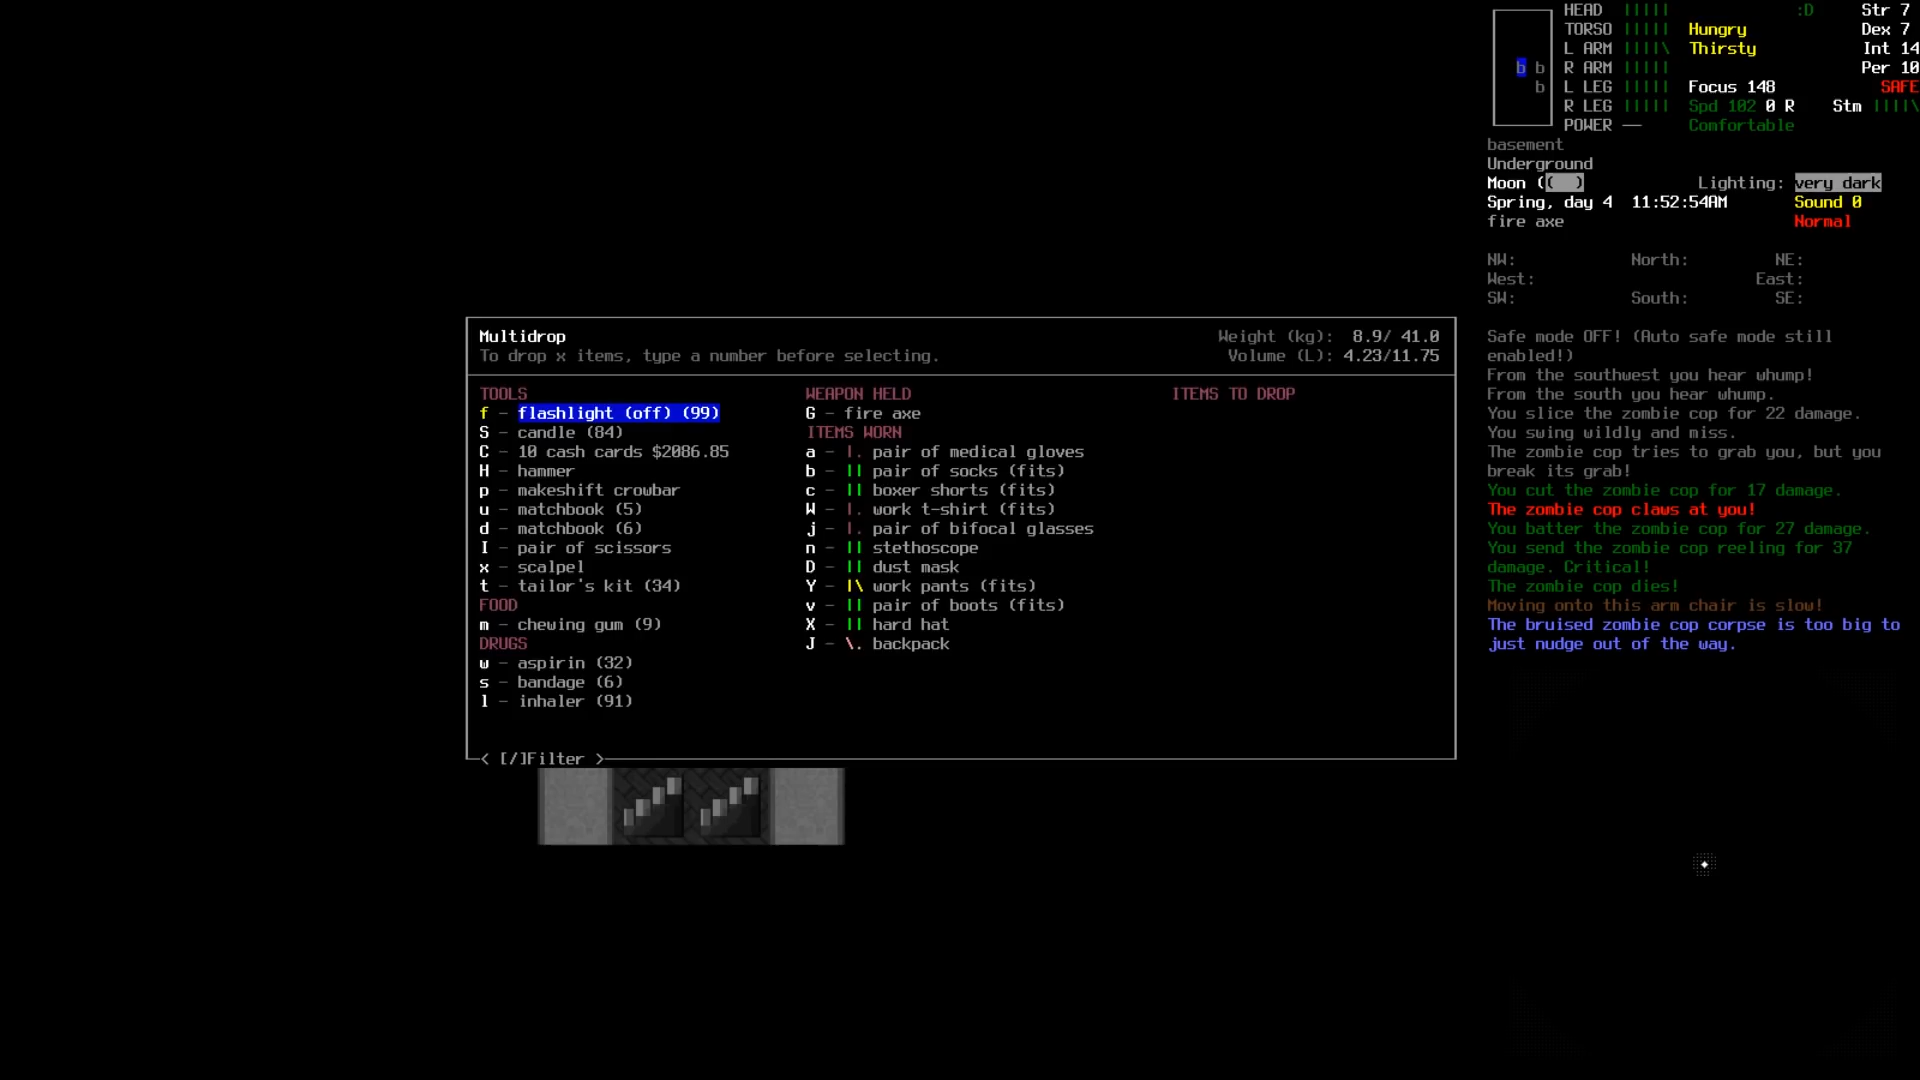 Multidrop Weight (kg): 8.9/ 41.0
To drop x items, type a number before selecting. Volume (L): 4.23/11.75
TOOLS
f - flashlight (off) (99)
S - candle (84)
C - 10 cash cards $2086.85
H - hammer
p - makeshift crowbar
u - matchbook (5)
d - matchbook (6)
I - pair of scissors
x - scalpel
t - tailor's kit (34)
FOOD
m - chewing gum (9)
DRUGS
w - aspirin (32)
s - bandage (6)
l - inhaler (91)
WEAPON HELD
G - fire axe
ITEMS WORN
a - |. pair of medical gloves
b - || pair of socks (fits)
c - || boxer shorts (fits)
W - |. work t-shirt (fits)
j - |. pair of bifocal glasses
n - || stethoscope
D - || dust mask
Y - |\ work pants (fits)
v - || pair of boots (fits)
X - || hard hat
J - \. backpack
ITEMS TO DROP
< [/]Filter >
b b
b
HEAD ||||| :D Str 7
TORSO ||||| Hungry Dex 7
L ARM ||||\ Thirsty Int 14
R ARM ||||| Per 10
L LEG ||||| Focus 148 SAFE
R LEG ||||| Spd 102 0 R Stm ||||\
POWER -- Comfortable
basement
Underground
Moon (( ) Lighting: very dark
Spring, day 4 11:52:54AM Sound 0
fire axe Normal
NW: North: NE:
West: East:
SW: South: SE:
Safe mode OFF! (Auto safe mode still
enabled!)
From the southwest you hear whump!
From the south you hear whump.
You slice the zombie cop for 22 damage.
You swing wildly and miss.
The zombie cop tries to grab you, but you
break its grab!
You cut the zombie cop for 17 damage.
The zombie cop claws at you!
You batter the zombie cop for 27 damage.
You send the zombie cop reeling for 37
damage. Critical!
The zombie cop dies!
Moving onto this arm chair is slow!
The bruised zombie cop corpse is too big to
just nudge out of the way.